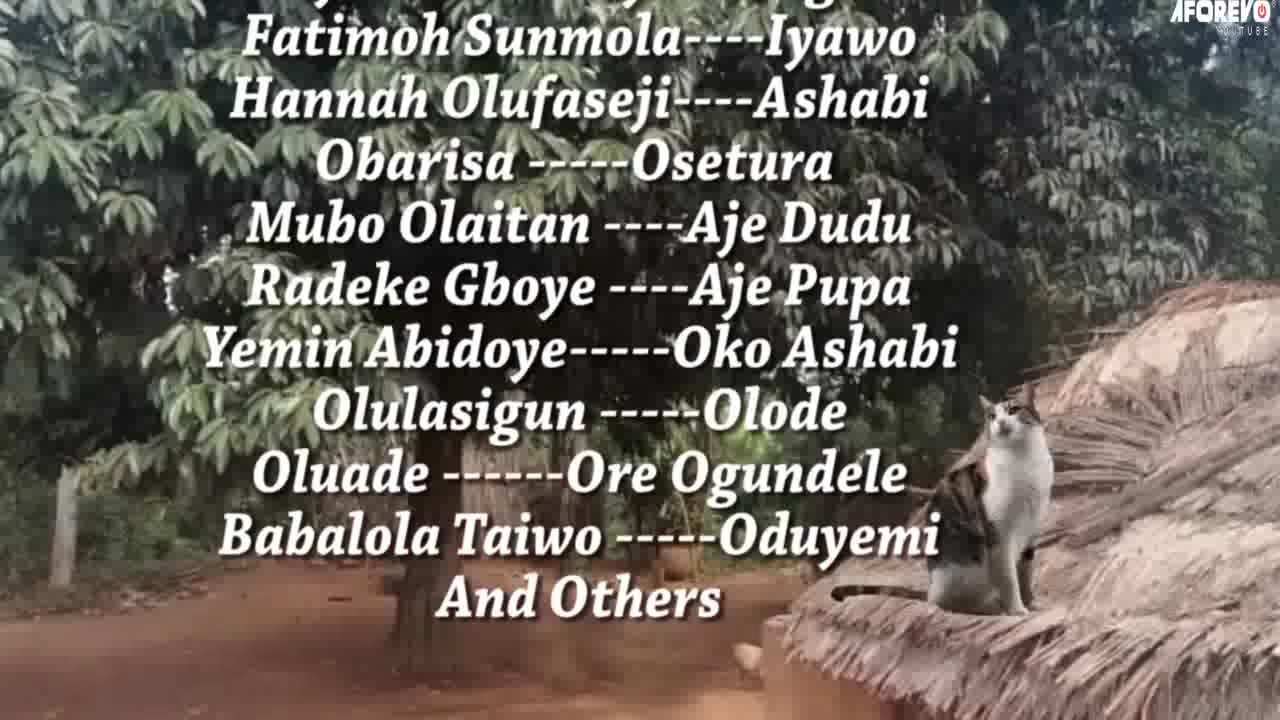 AFOREVO
YOUTUBE
Fatimoh Sunmola----Iyawo
Hannah Olufaseji----Ashabi
Obarisa -----Osetura
Mubo Olaitan ----Aje Dudu
Radeke Gboye ----Aje Pupa
Yemin Abidoye-----Oko Ashabi
Olulasigun -----Olode
Oluade ------Ore Ogundele
Babalola Taiwo -----Oduyemi
And Others